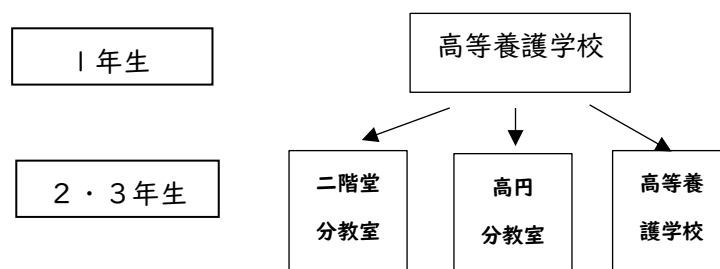 1年生
高等養護学校
2・3年生
二階堂
分教室
高円
分教室
高等養
護学校